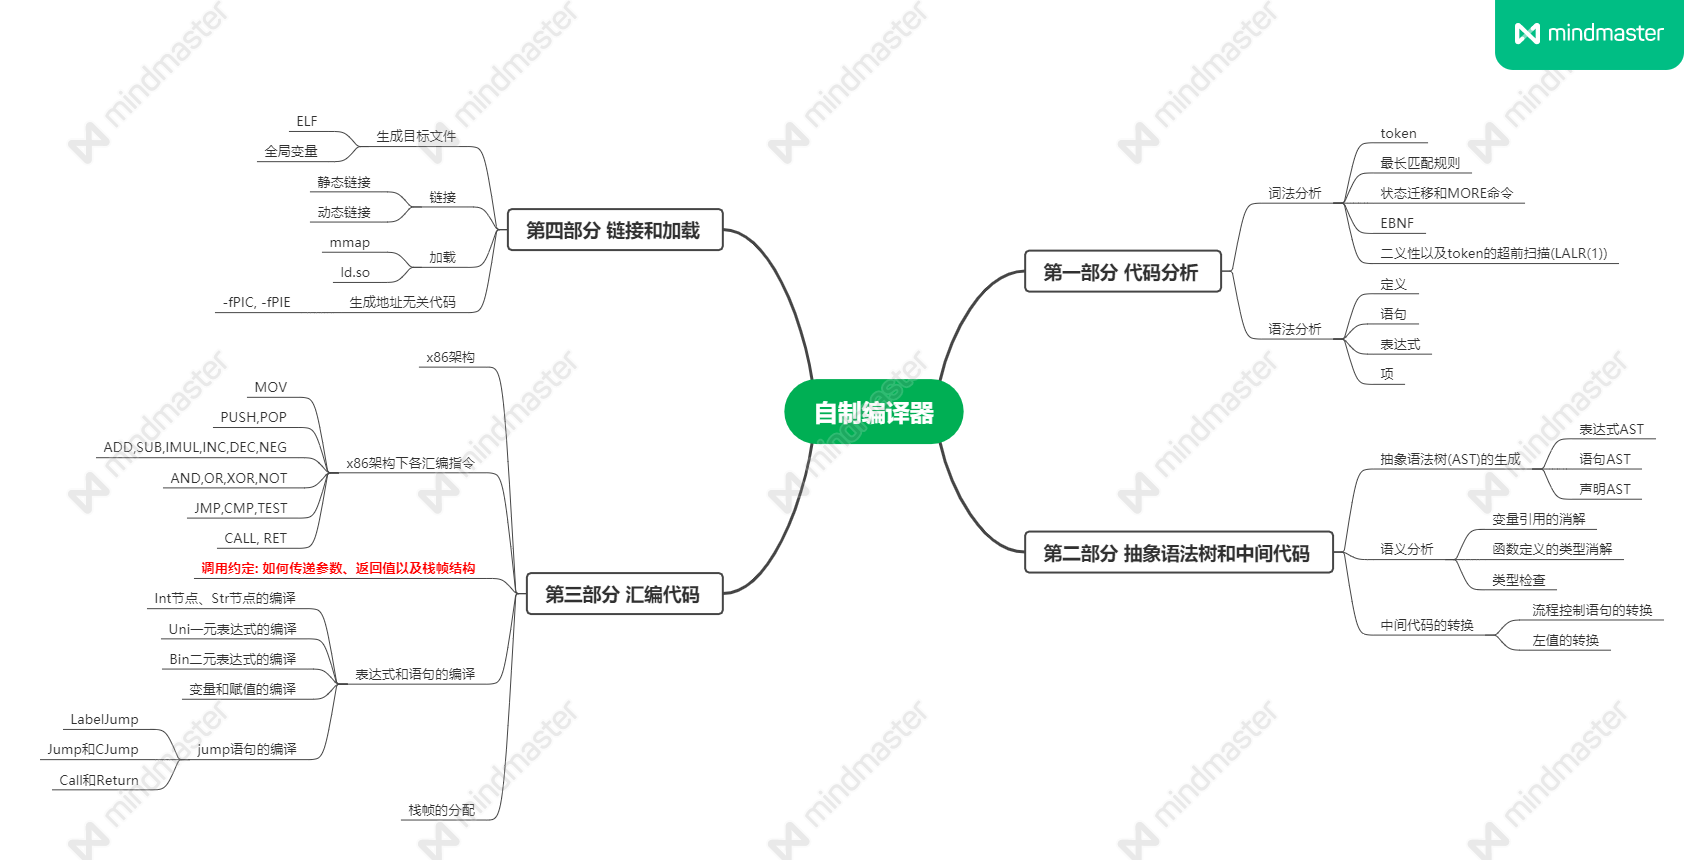 mindmaster
自制编译器
第一部分 代码分析
词法分析
token
最长匹配规则
状态迁移和MORE命令
EBNF
二义性以及token的超前扫描(LALR(1))
语法分析
定义
语句
表达式
项
第二部分 抽象语法树和中间代码
抽象语法树(AST)的生成
表达式AST
语句AST
声明AST
语义分析
变量引用的消解
函数定义的类型消解
类型检查
中间代码的转换
流程控制语句的转换
左值的转换
第三部分 汇编代码
x86架构
x86架构下各汇编指令
MOV
PUSH,POP
ADD,SUB,IMUL,INC,DEC,NEG
AND,OR,XOR,NOT
JMP,CMP,TEST
CALL, RET
调用约定: 如何传递参数、返回值以及栈帧结构
表达式和语句的编译
Int节点、Str节点的编译
Uni一元表达式的编译
Bin二元表达式的编译
变量和赋值的编译
jump语句的编译
LabelJump
Jump和CJump
Call和Return
栈帧的分配
第四部分 链接和加载
生成目标文件
ELF
全局变量
链接
静态链接
动态链接
加载
mmap
ld.so
生成地址无关代码
-fPIC, -fPIE